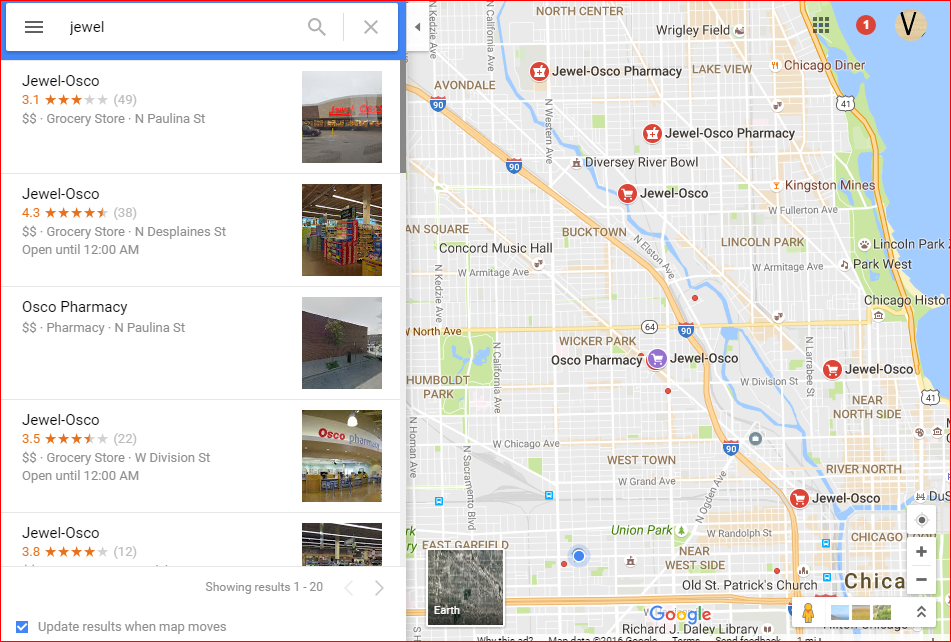 jewel
Jewel-Osco
3.1 ★★★★★ (49)
$$ · Grocery Store · N Paulina St
Jewel-Osco
4.3 ★★★★★ (38)
$$ · Grocery Store · N Desplaines St
Open until 12:00 AM
Osco Pharmacy
$$ · Pharmacy · N Paulina St
Jewel-Osco
3.5 ★★★★★ (22)
$$ · Grocery Store · W Division St
Open until 12:00 AM
Osco pharmacy
Jewel-Osco
3.8 ★★★★★ (12)
Showing results 1 - 20
Update results when map moves
NORTH CENTER
Wrigley Field
1
V
N Kedzie Ave
N California Ave
Jewel-Osco Pharmacy
LAKE VIEW
Chicago Diner
AVONDALE
90
41
N Western Ave
Jewel-Osco Pharmacy
Diversey River Bowl
90
Kingston Mines
Jewel-Osco
W Fullerton Ave
AN SQUARE
BUCKTOWN
N Elston Ave
LINCOLN PARK
Lincoln Park
Concord Music Hall
Park West
W Armitage Ave
W Armitage Ave
N Kedzie Ave
Chicago Histor
W North Ave
64
90
WICKER PARK
N California Ave
N Larrabee St
Osco Pharmacy
Jewel-Osco
Jewel-Osco
HUMBOLDT
PARK
W Division St
NEAR
NORTH SIDE
41
N Homan Ave
W Chicago Ave
90
N Sacramento Blvd
WEST TOWN
RIVER NORTH
W Grand Ave
N Ogden Ave
Jewel-Osco
DuS
Union Park
W Randolph St
CHICAGO
EAST GARFIELD
NEAR
WEST SIDE
Old St. Patrick's Church
Chica
Earth
Google
Richard J. Daley Library
Why this ad?
Map data ©2016 Google
Terms
Send feedback
1 mi